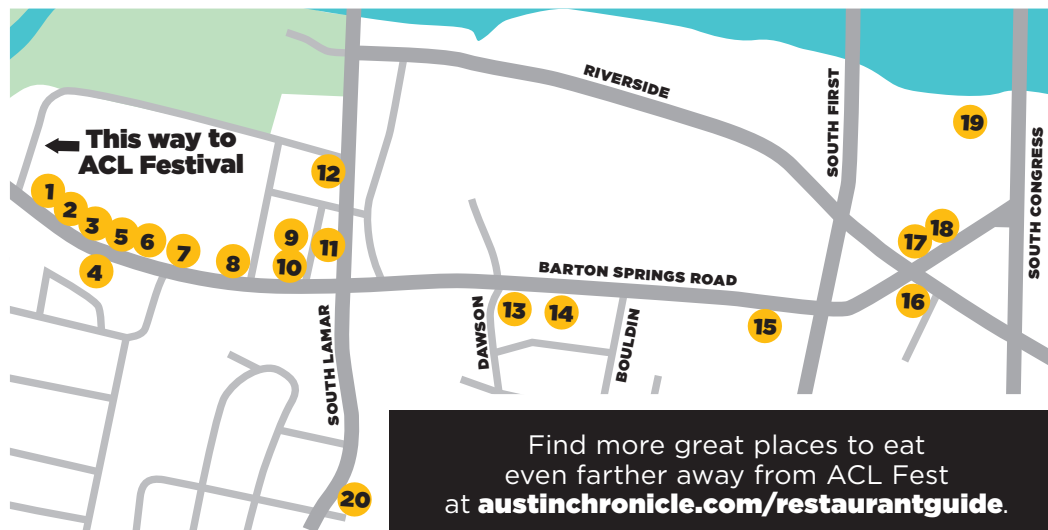 RIVERSIDE
SOUTH FIRST
SOUTH CONGRESS
19
This way to
ACL Festival
12
1
2
3
5
6
7
4
8
9
10
11
17
18
16
BARTON SPRINGS ROAD
DAWSON
13
14
BOULDIN
15
SOUTH LAMAR
20
Find more great places to eat
even farther away from ACL Fest
at austinchronicle.com/restaurantguide.